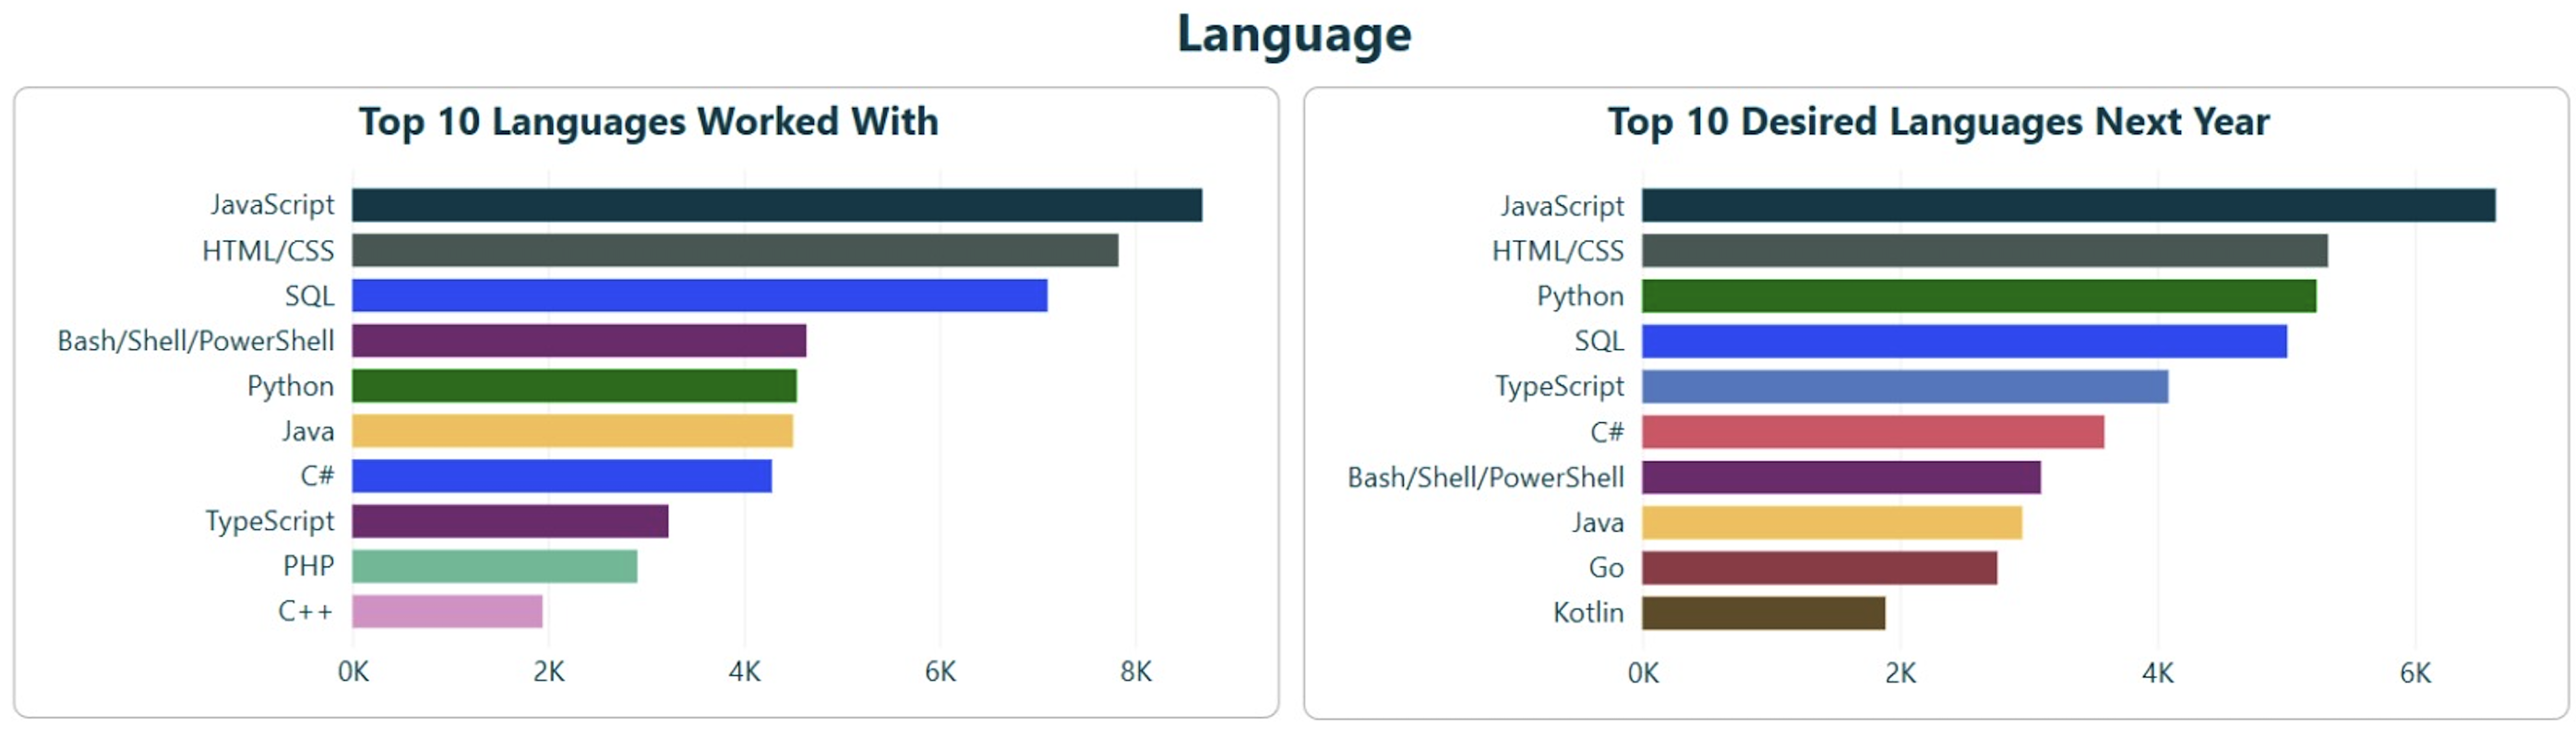 Language
Top 10 Languages Worked With
JavaScript
HTML/CSS
SQL
Bash/Shell/PowerShell
Python
Java
C#
TypeScript
PHP
C++
0K 2K 4K 6K 8K
Top 10 Desired Languages Next Year
JavaScript
HTML/CSS
Python
SQL
TypeScript
C#
Bash/Shell/PowerShell
Java
Go
Kotlin
0K 2K 4K 6K